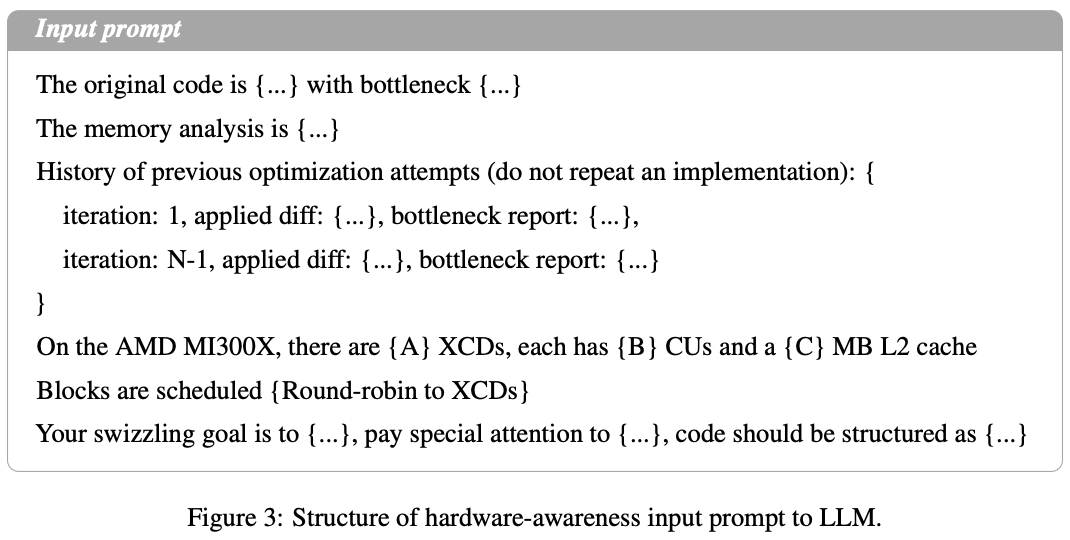 Input prompt
The original code is {...} with bottleneck {...}
The memory analysis is {...}
History of previous optimization attempts (do not repeat an implementation): {
iteration: 1, applied diff: {...}, bottleneck report: {...},
iteration: N-1, applied diff: {...}, bottleneck report: {...}
}
On the AMD MI300X, there are {A} XCDs, each has {B} CUs and a {C} MB L2 cache
Blocks are scheduled {Round-robin to XCDs}
Your swizzling goal is to {...}, pay special attention to {...}, code should be structured as {...}
Figure 3: Structure of hardware-awareness input prompt to LLM.